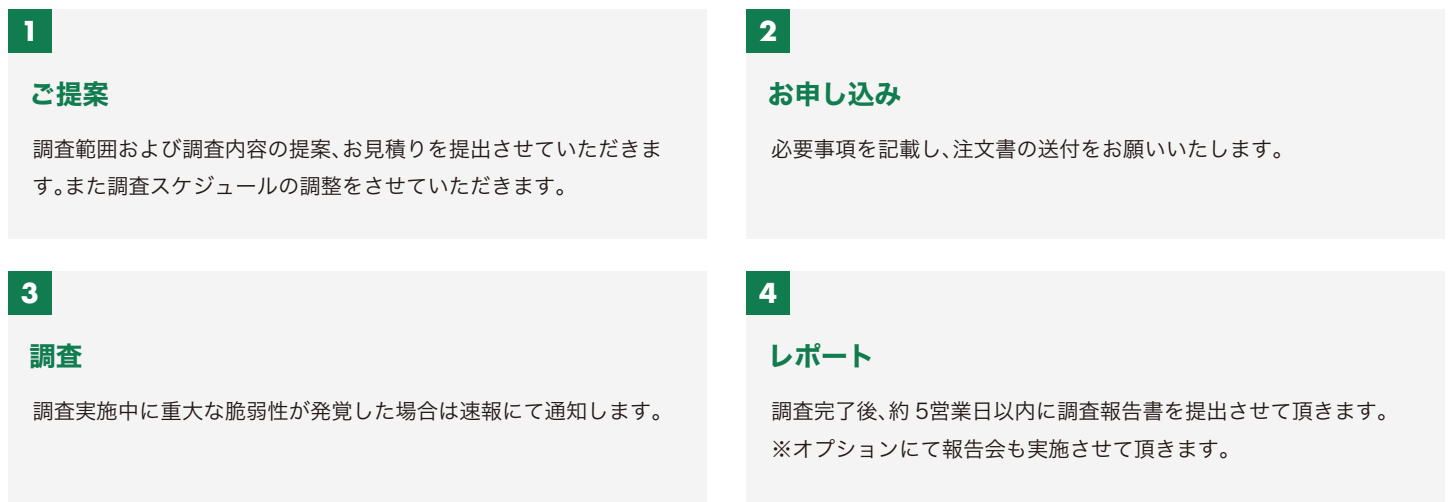 1
ご提案
調査範囲および調査内容の提案、お見積りを提出させていただきま
す。また調査スケジュールの調整をさせていただきます。
2
お申し込み
必要事項を記載し、注文書の送付をお願いいたします。
3
調査
調査実施中に重大な脆弱性が発覚した場合は速報にて通知します。
4
レポート
調査完了後、約5営業日以内に調査報告書を提出させて頂きます。
※オプションにて報告会も実施させて頂きます。